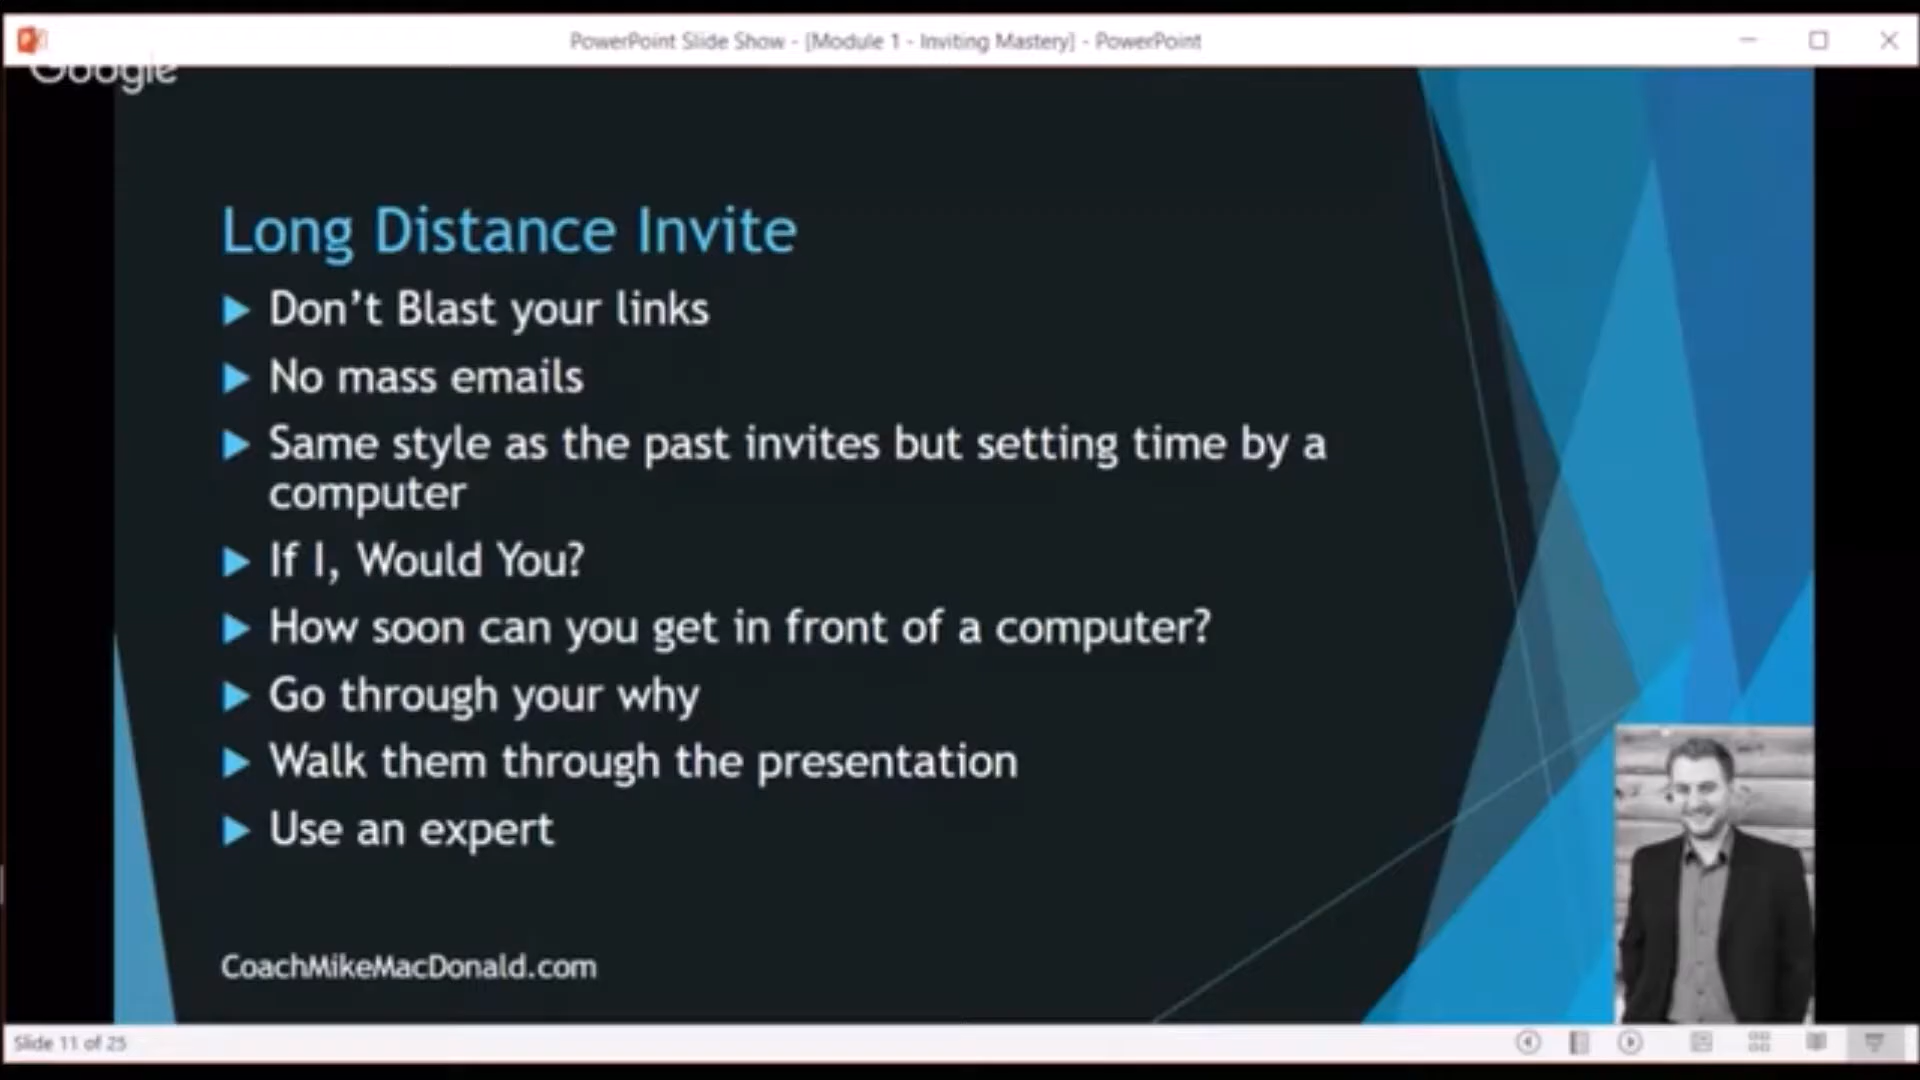 PowerPoint Slide Show - [Module 1 - Inviting Mastery] - PowerPoint
Google
Long Distance Invite
Don't Blast your links
No mass emails
Same style as the past invites but setting time by a
computer
If I, Would You?
How soon can you get in front of a computer?
Go through your why
Walk them through the presentation
Use an expert
CoachMikeMacDonald.com
Slide 11 of 25